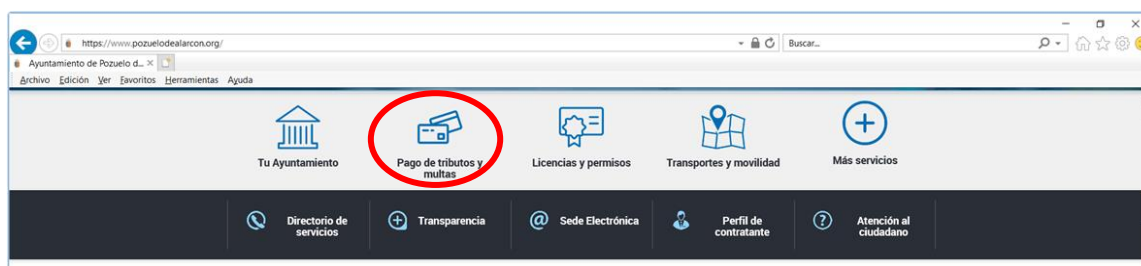 https://www.pozuelodealarcon.org/
Buscar...
Ayuntamiento de Pozuelo d...
Archivo Edición Ver Favoritos Herramientas Ayuda
Tu Ayuntamiento
Pago de tributos y
multas
Licencias y permisos
Transportes y movilidad
Más servicios
Directorio de
servicios
Transparencia
Sede Electrónica
Perfil de
contratante
Atención al
ciudadano